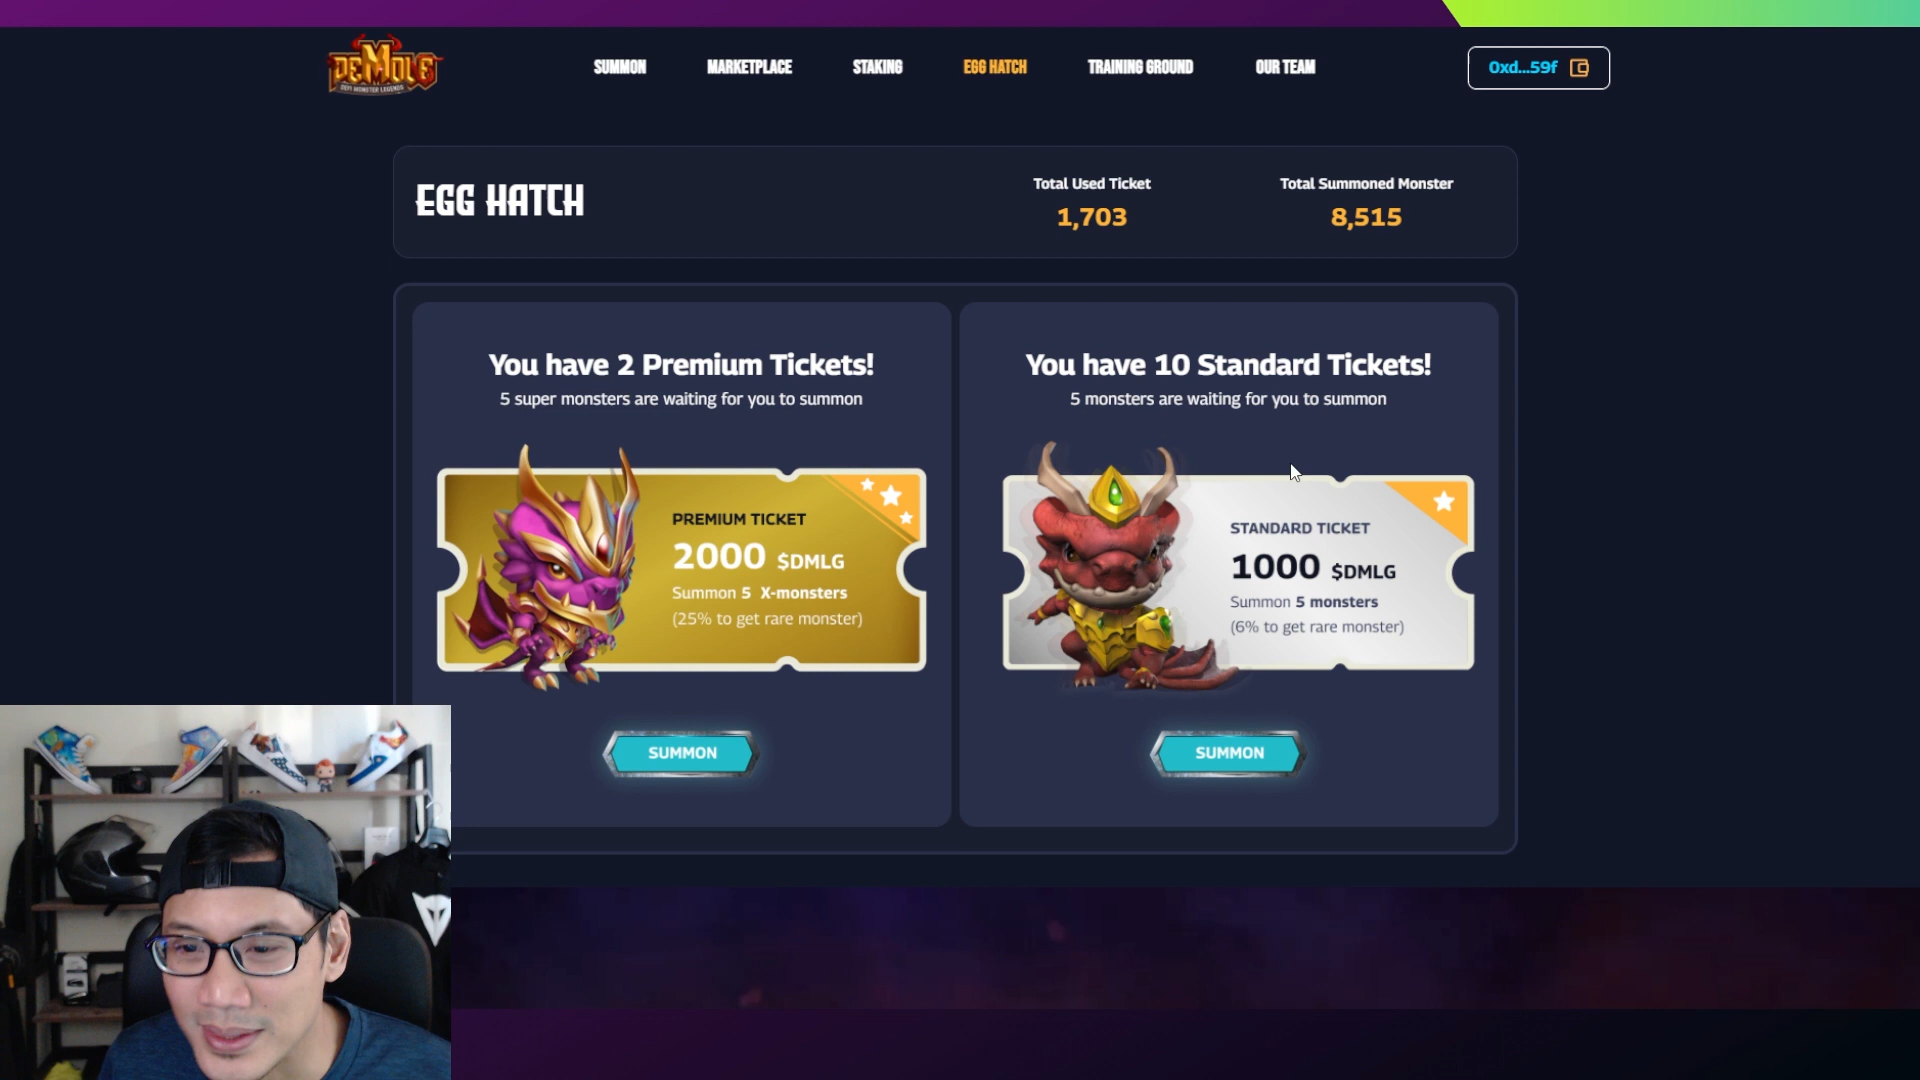 DEMOLE
DEFI MONSTER LEGENDS
SUMMON
MARKETPLACE
STAKING
EGG HATCH
TRAINING GROUND
OUR TEAM
0xd...59f
EGG HATCH
Total Used Ticket
1,703
Total Summoned Monster
8,515
You have 2 Premium Tickets!
5 super monsters are waiting for you to summon
PREMIUM TICKET
2000 $DMLG
Summon 5 X-monsters
(25% to get rare monster)
SUMMON
You have 10 Standard Tickets!
5 monsters are waiting for you to summon
STANDARD TICKET
1000 $DMLG
Summon 5 monsters
(6% to get rare monster)
SUMMON